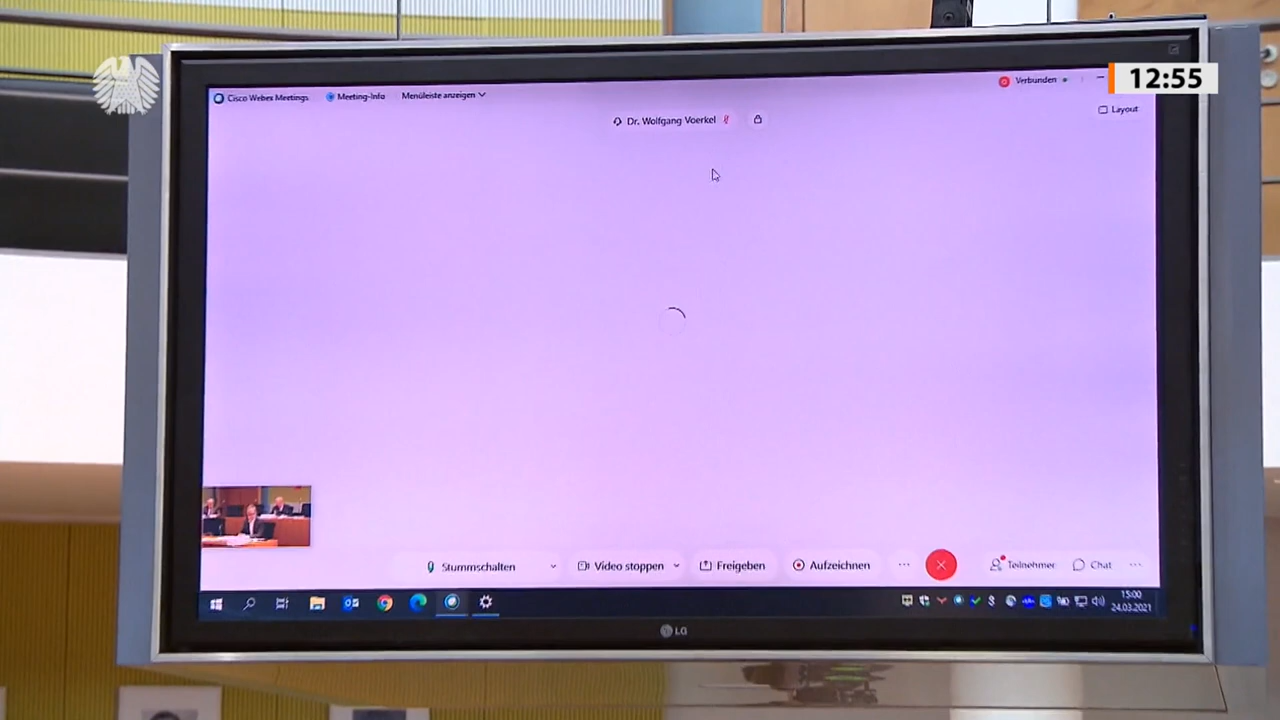 12:55
Cisco Webex Meetings
Meeting-Info
Menüleiste anzeigen
Verbunden
Layout
Dr. Wolfgang Voerkel
Stummschalten
Video stoppen
Freigeben
Aufzeichnen
Teilnehmer
Chat
15:00
24.03.2021
LG